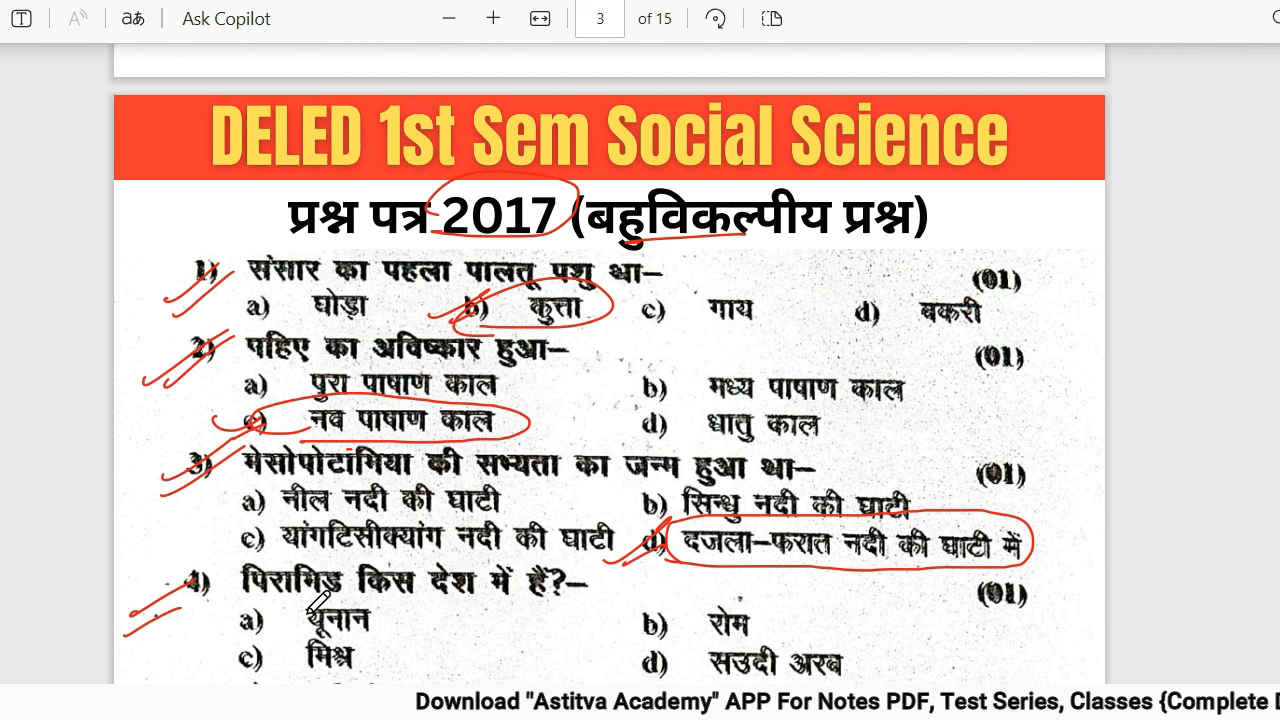 Ask Copilot
3 of 15
DELED 1st Sem Social Science
प्रश्न पत्र 2017 (बहुविकल्पीय प्रश्न)
1) संसार का पहला पालतू पशु था– (01)
a) घोड़ा b) कुत्ता c) गाय d) बकरी
2) पहिए का अविष्कार हुआ– (01)
a) पुरा पाषाण काल b) मध्य पाषाण काल
c) नव पाषाण काल d) धातु काल
3) मेसोपोटामिया की सभ्यता का जन्म हुआ था– (01)
a) नील नदी की घाटी b) सिन्धु नदी की घाटी
c) यांगटिसीक्यांग नदी की घाटी d) दजला–फरात नदी की घाटी में
4) पिरामिड किस देश में हैं?– (01)
a) यूनान b) रोम
c) मिश्र d) सउदी अरब
Download "Astitva Academy" APP For Notes PDF, Test Series, Classes {Complete